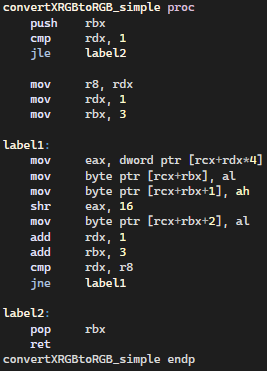 convertXRGBtoRGB_simple proc
push rbx
cmp rdx, 1
jle label2
mov r8, rdx
mov rdx, 1
mov rbx, 3
label1:
mov eax, dword ptr [rcx+rdx*4]
mov byte ptr [rcx+rbx], al
mov byte ptr [rcx+rbx+1], ah
shr eax, 16
mov byte ptr [rcx+rbx+2], al
add rdx, 1
add rbx, 3
cmp rdx, r8
jne label1
label2:
pop rbx
ret
convertXRGBtoRGB_simple endp